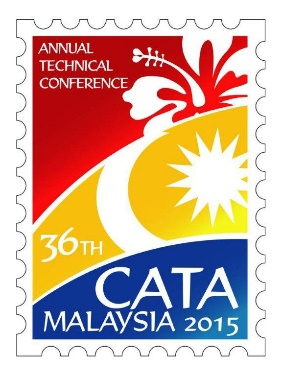 ANNUAL
TECHNICAL
CONFERENCE
36TH
CATA
MALAYSIA 2015